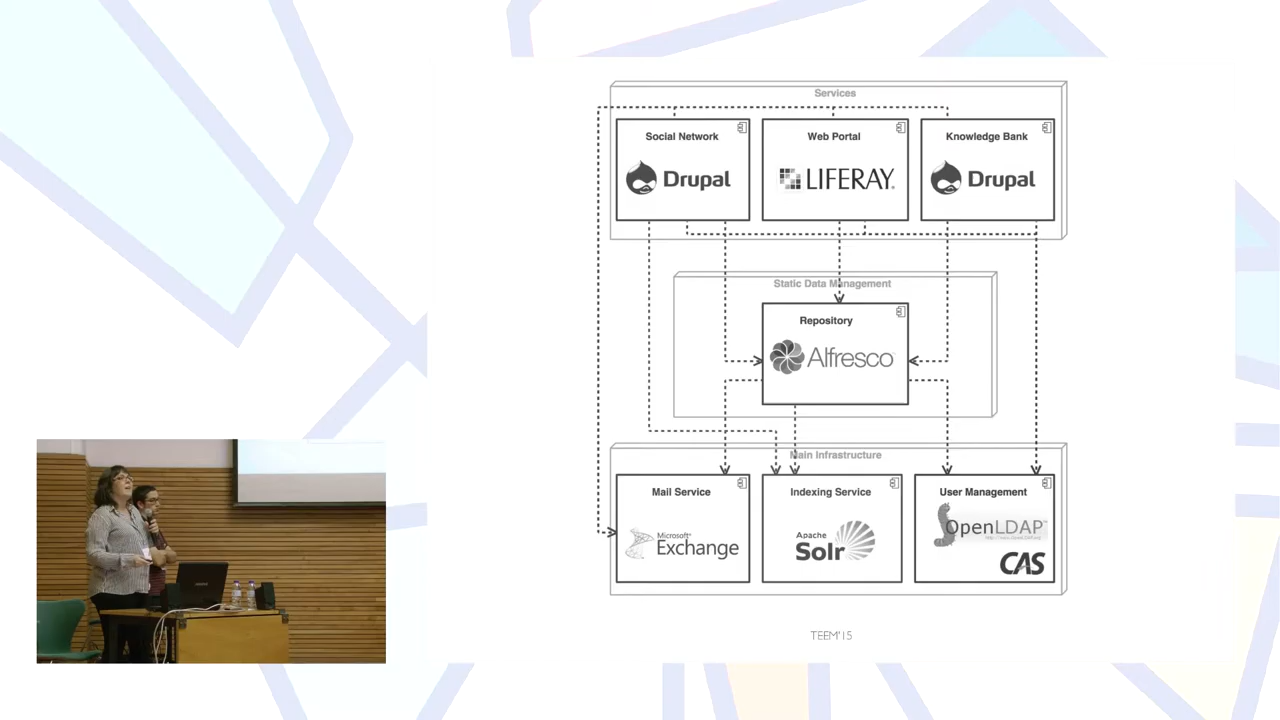 Services
Social Network
Web Portal
Knowledge Bank
Drupal
LIFERAY.
Drupal
Static Data Management
Repository
Alfresco
Main Infrastructure
Mail Service
Indexing Service
User Management
Microsoft®
Exchange
Apache
Solr
OpenLDAP
CAS
TEEM'15